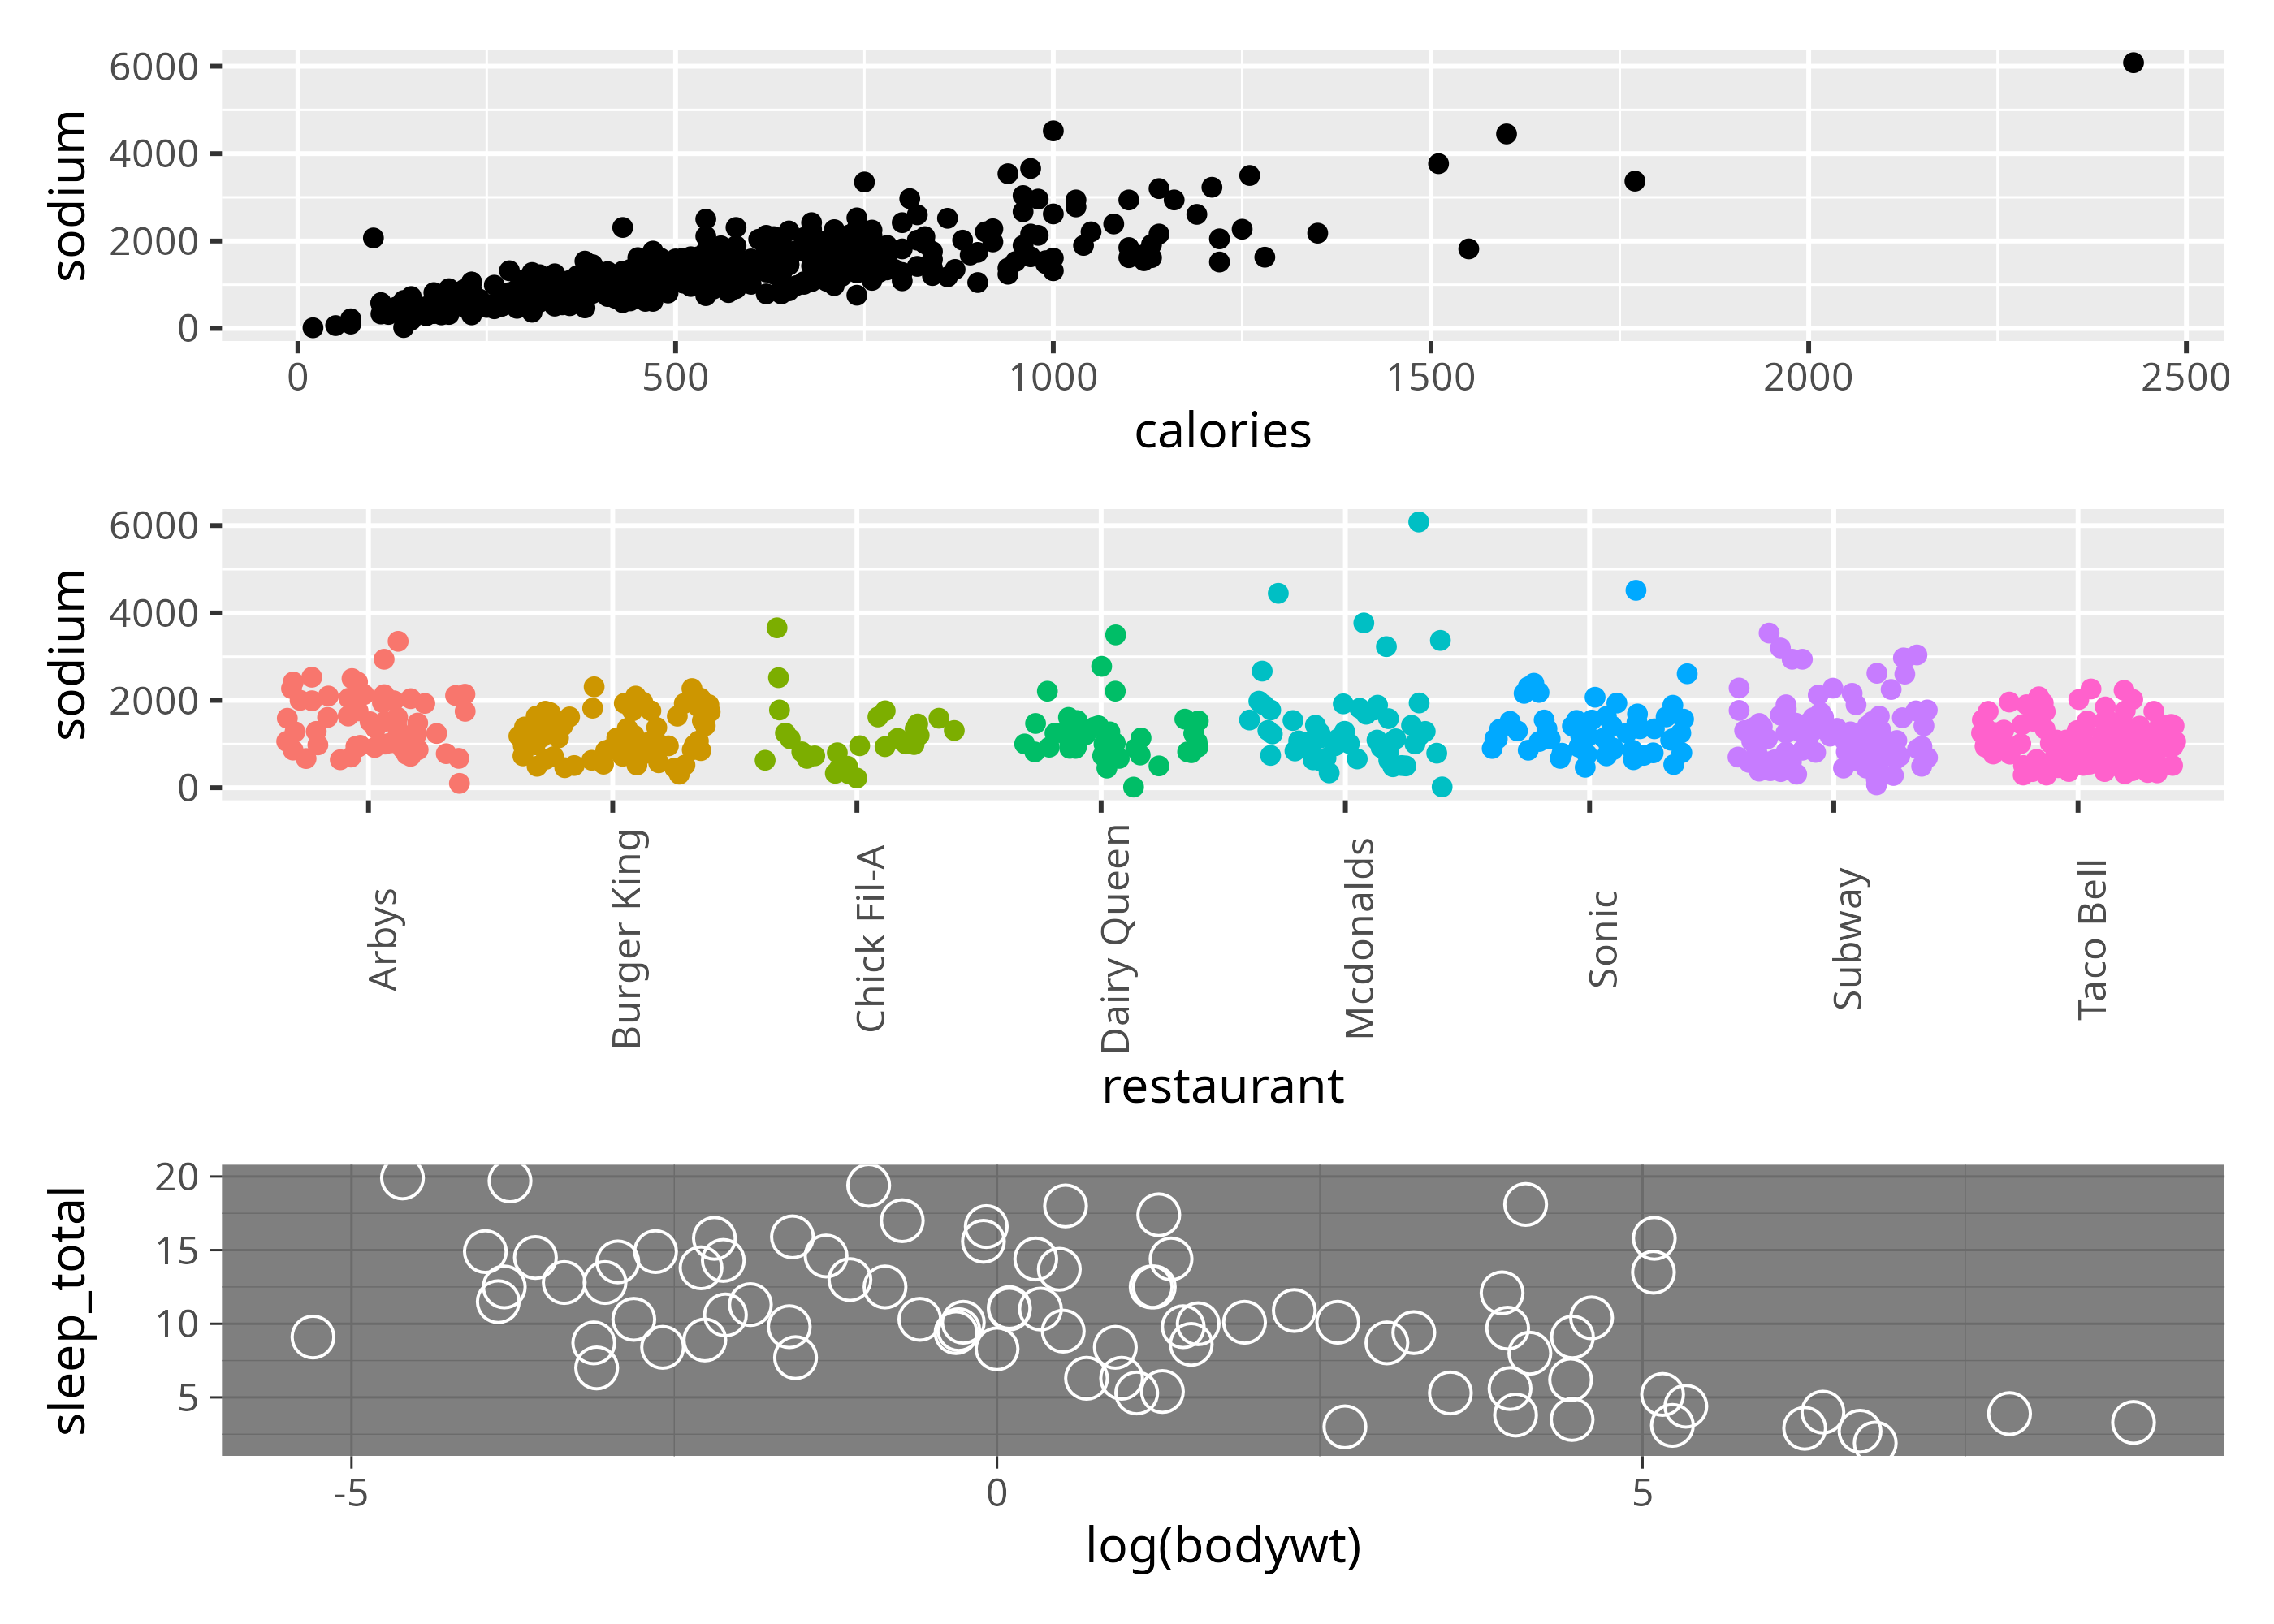 sodium
6000
4000
2000
0
0 500 1000 1500 2000 2500
calories
sodium
6000
4000
2000
0
Arbys Burger King Chick Fil-A Dairy Queen Mcdonalds Sonic Subway Taco Bell
restaurant
sleep_total
20
15
10
5
-5 0 5
log(bodywt)